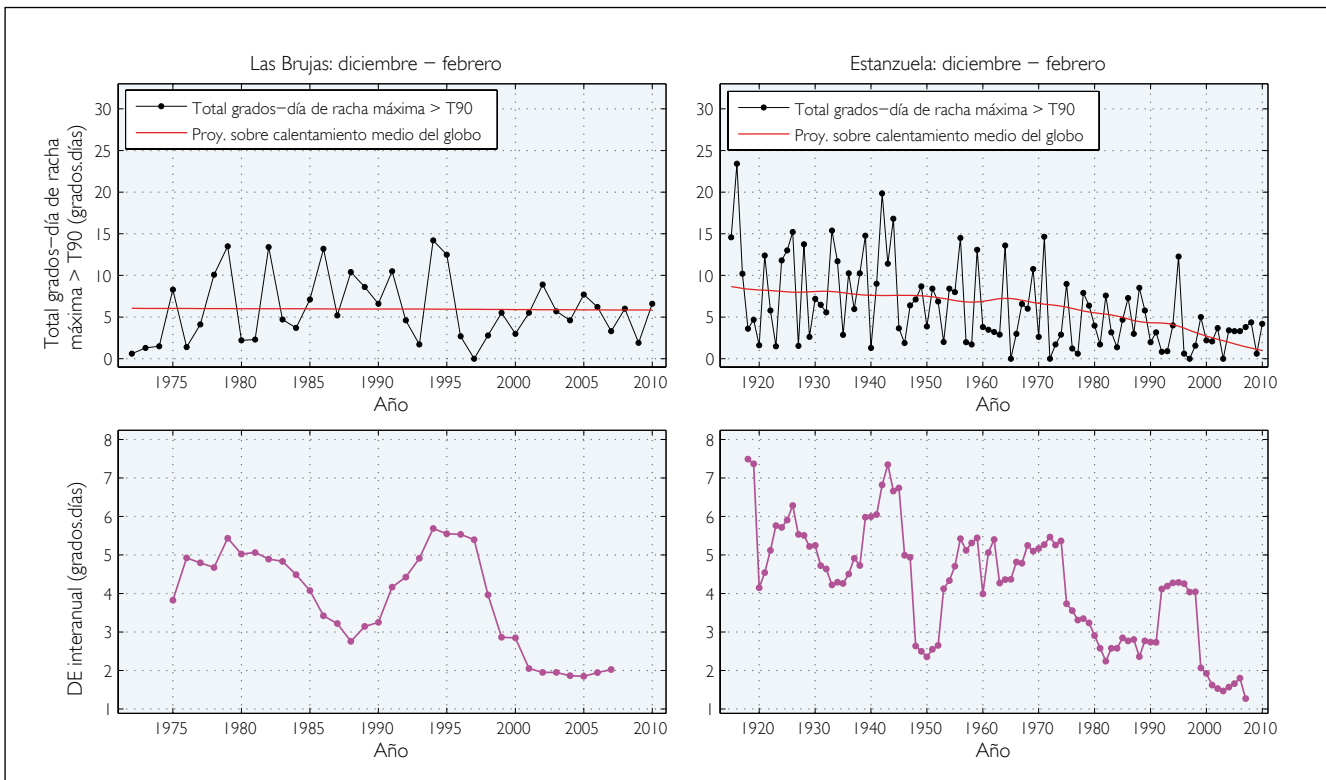 Las Brujas: diciembre – febrero
Total grados–día de racha
máxima > T90 (grados.días)
30
25
20
15
10
5
0
Total grados–día de racha máxima > T90
Proy. sobre calentamiento medio del globo
1975 1980 1985 1990 1995 2000 2005 2010
Año
Estanzuela: diciembre – febrero
30
25
20
15
10
5
0
Total grados–día de racha máxima > T90
Proy. sobre calentamiento medio del globo
1920 1930 1940 1950 1960 1970 1980 1990 2000 2010
Año
DE interanual (grados.días)
8
7
6
5
4
3
2
1
1975 1980 1985 1990 1995 2000 2005 2010
Año
8
7
6
5
4
3
2
1
1920 1930 1940 1950 1960 1970 1980 1990 2000 2010
Año